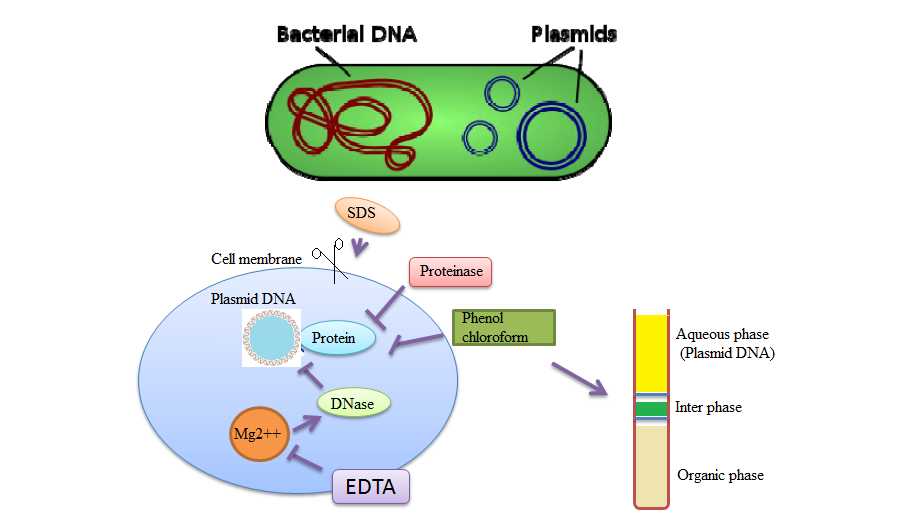 Bacterial DNA
Plasmids
SDS
Cell membrane
Proteinase
Plasmid DNA
Phenol
chloroform
Protein
Aqueous phase
(Plasmid DNA)
DNase
Inter phase
Mg2++
Organic phase
EDTA